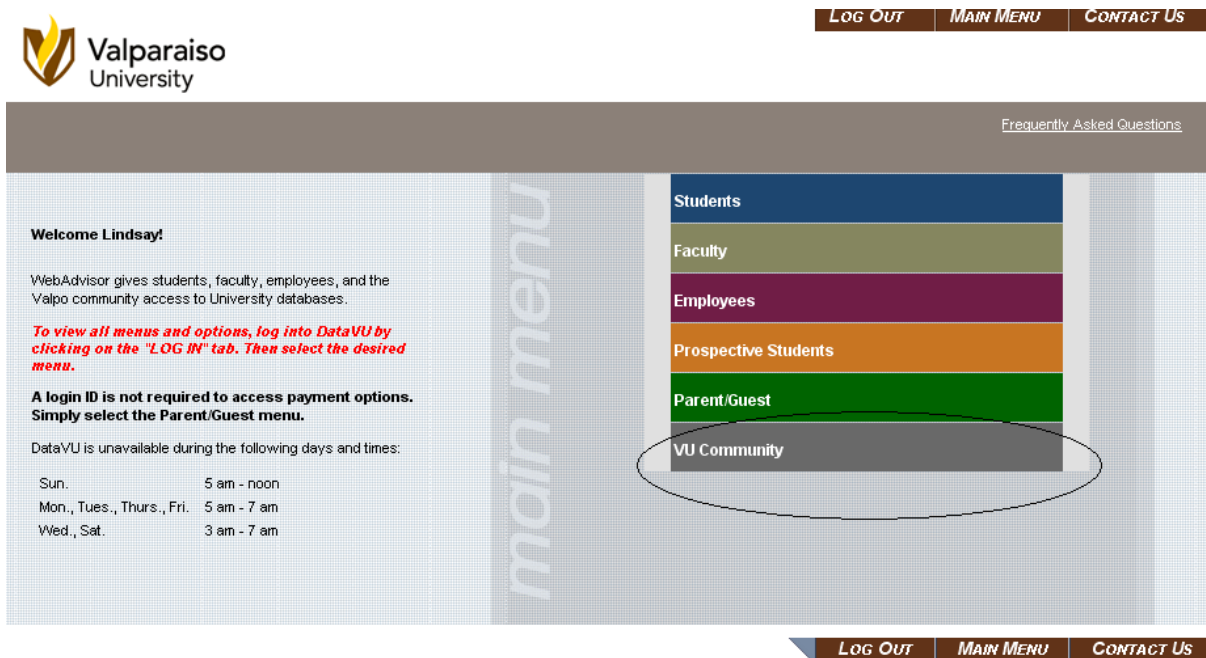 LOG OUT MAIN MENU CONTACT US
Valparaiso
University
Frequently Asked Questions
Welcome Lindsay!
WebAdvisor gives students, faculty, employees, and the
Valpo community access to University databases.
To view all menus and options, log into DataVU by
clicking on the "LOG IN" tab. Then select the desired
menu.
A login ID is not required to access payment options.
Simply select the Parent/Guest menu.
DataVU is unavailable during the following days and times:
Sun. 5 am - noon
Mon., Tues., Thurs., Fri. 5 am - 7 am
Wed., Sat. 3 am - 7 am
main menu
Students
Faculty
Employees
Prospective Students
Parent/Guest
VU Community
LOG OUT MAIN MENU CONTACT US